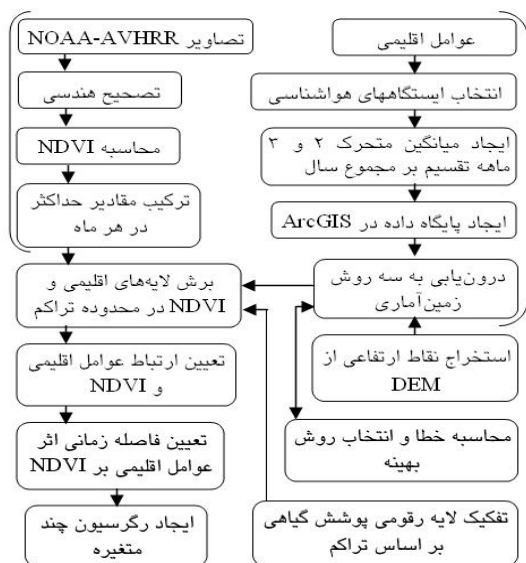 عوامل اقلیمی
انتخاب ایستگاههای هواشناسی
ایجاد میانگین متحرک ۲ و ۳
ماهه تقسیم بر مجموع سال
ایجاد پایگاه داده در ArcGIS
درون‌یابی به سه روش
زمین‌آماری
استخراج نقاط ارتفاعی از
DEM
محاسبه خطا و انتخاب روش
بهینه
تفکیک لایه رقومی پوشش گیاهی
بر اساس تراکم
تصاویر NOAA-AVHRR
تصحیح هندسی
محاسبه NDVI
ترکیب مقادیر حداکثر
در هر ماه
برش لایه‌های اقلیمی و
NDVI در محدوده تراکم
تعیین ارتباط عوامل اقلیمی
و NDVI
تعیین فاصله زمانی اثر
عوامل اقلیمی بر NDVI
ایجاد رگرسیون چند
متغیره